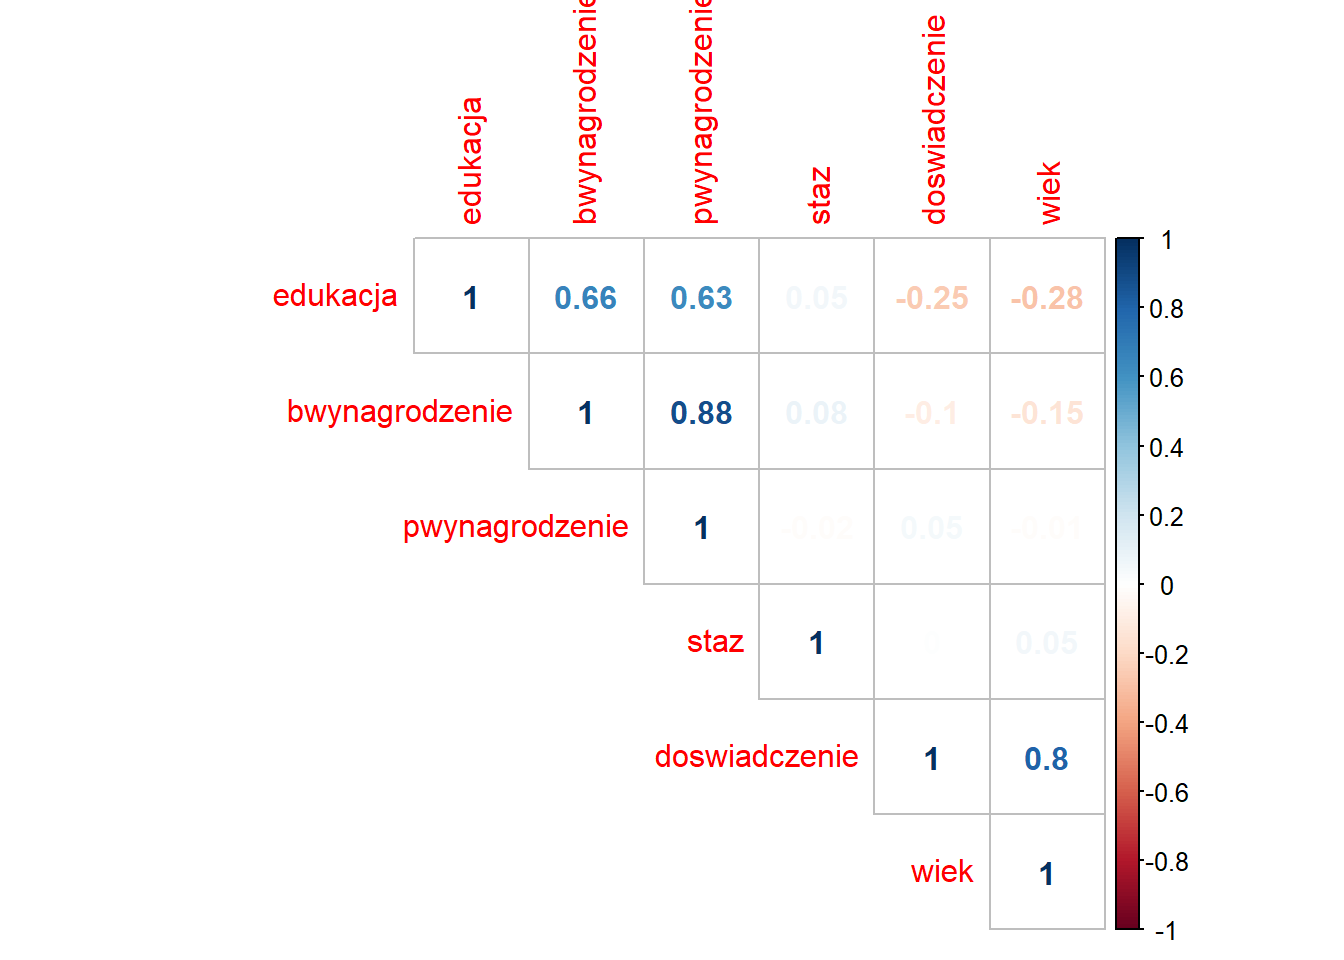 edukacja bwynagrodzenie pwynagrodzenie staz doswiadczenie wiek
edukacja 1 0.66 0.63 0.05 -0.25 -0.28
bwynagrodzenie 1 0.88 0.08 -0.1 -0.15
pwynagrodzenie 1 -0.02 0.05 -0.01
staz 1 0 0.05
doswiadczenie 1 0.8
wiek 1
1
0.8
0.6
0.4
0.2
0
-0.2
-0.4
-0.6
-0.8
-1